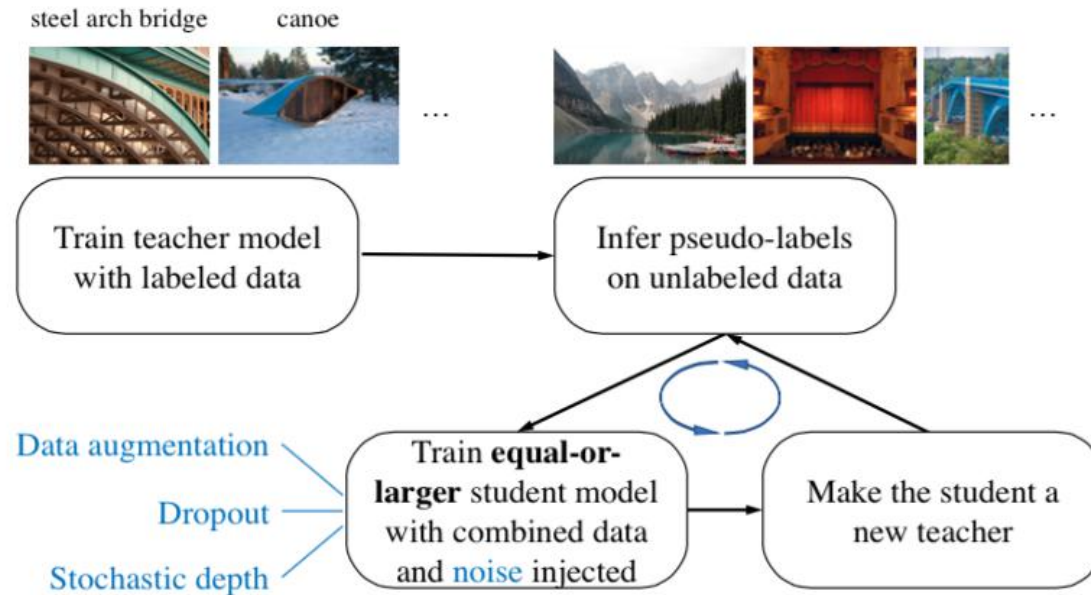 steel arch bridge
canoe
...
...
Train teacher model
with labeled data
Infer pseudo-labels
on unlabeled data
Data augmentation
Dropout
Stochastic depth
Train equal-or-
larger student model
with combined data
and noise injected
Make the student a
new teacher